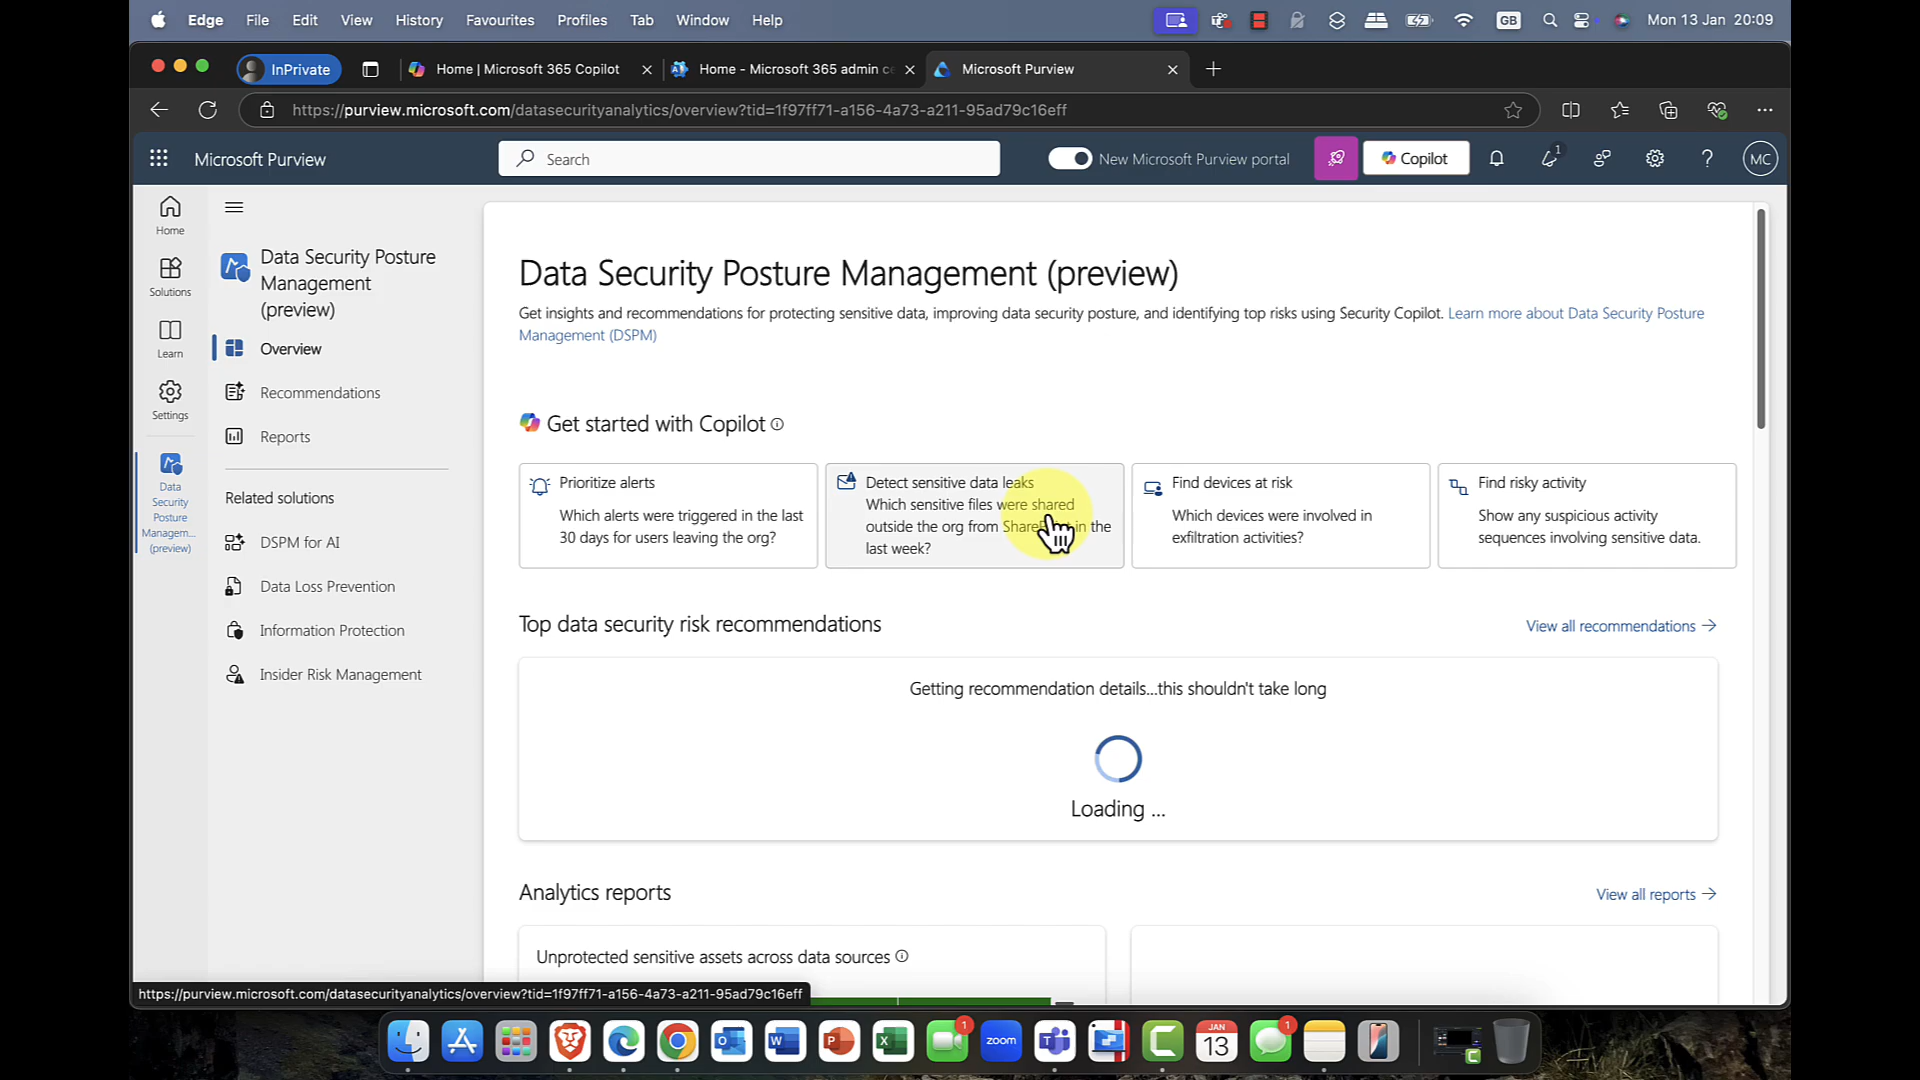 Edge File Edit View History Favourites Profiles Tab Window Help
GB Mon 13 Jan 20:09
InPrivate Home | Microsoft 365 Copilot Home - Microsoft 365 admin ce Microsoft Purview
https://purview.microsoft.com/datasecurityanalytics/overview?tid=1f97ff71-a156-4a73-a211-95ad79c16eff
Microsoft Purview Search New Microsoft Purview portal Copilot 1 MC
Home
Solutions
Learn
Settings
Data
Security
Posture
Managem...
(preview)
Data Security Posture
Management
(preview)
Overview
Recommendations
Reports
Related solutions
DSPM for AI
Data Loss Prevention
Information Protection
Insider Risk Management
Data Security Posture Management (preview)
Get insights and recommendations for protecting sensitive data, improving data security posture, and identifying top risks using Security Copilot. Learn more about Data Security Posture
Management (DSPM)
Get started with Copilot
Prioritize alerts
Which alerts were triggered in the last
30 days for users leaving the org?
Detect sensitive data leaks
Which sensitive files were shared
outside the org from in the
last week?
Find devices at risk
Which devices were involved in
exfiltration activities?
Find risky activity
Show any suspicious activity
sequences involving sensitive data.
Top data security risk recommendations
View all recommendations
Getting recommendation details...this shouldn't take long
Loading ...
Analytics reports
View all reports
Unprotected sensitive assets across data sources
https://purview.microsoft.com/datasecurityanalytics/overview?tid=1f97ff71-a156-4a73-a211-95ad79c16eff
1 zoom JAN 13 1